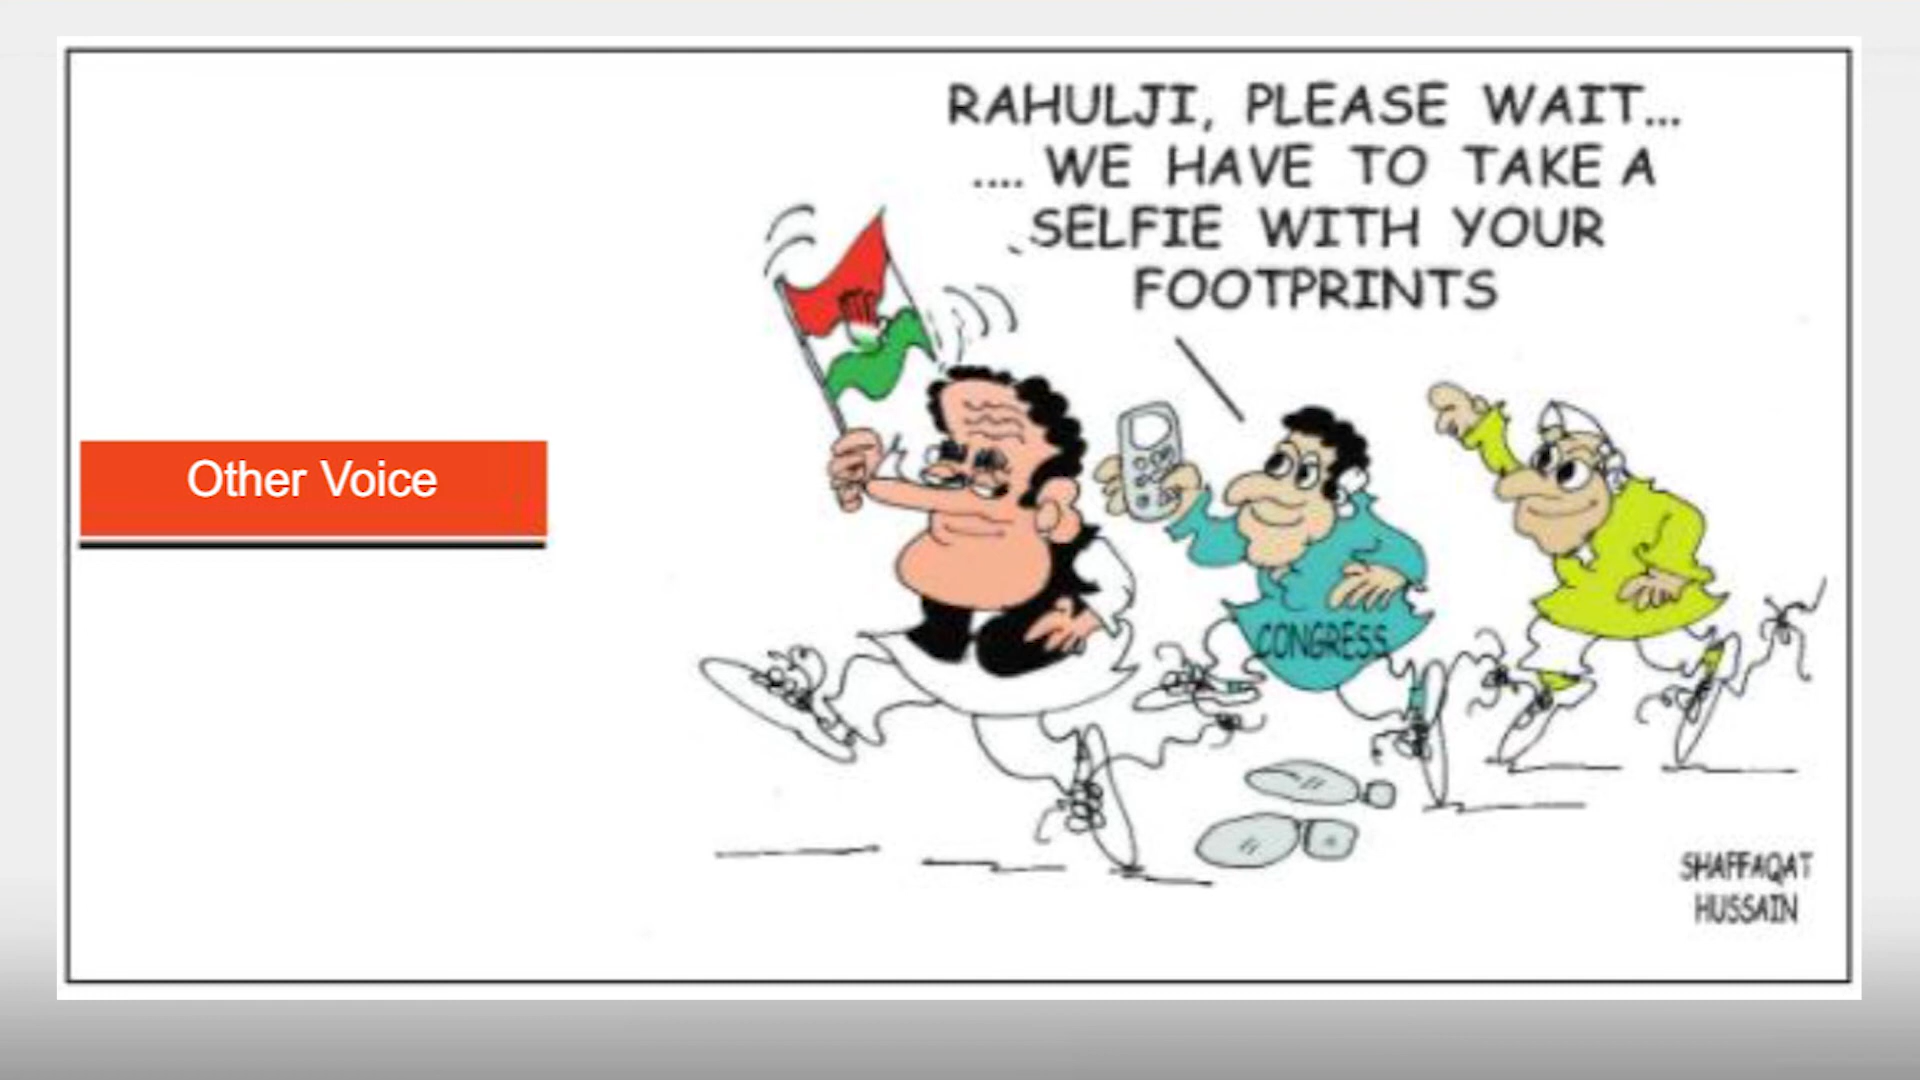 RAHULJI, PLEASE WAIT...
.... WE HAVE TO TAKE A
SELFIE WITH YOUR
FOOTPRINTS
Other Voice
CONGRESS
SHAFFAQAT
HUSSAIN